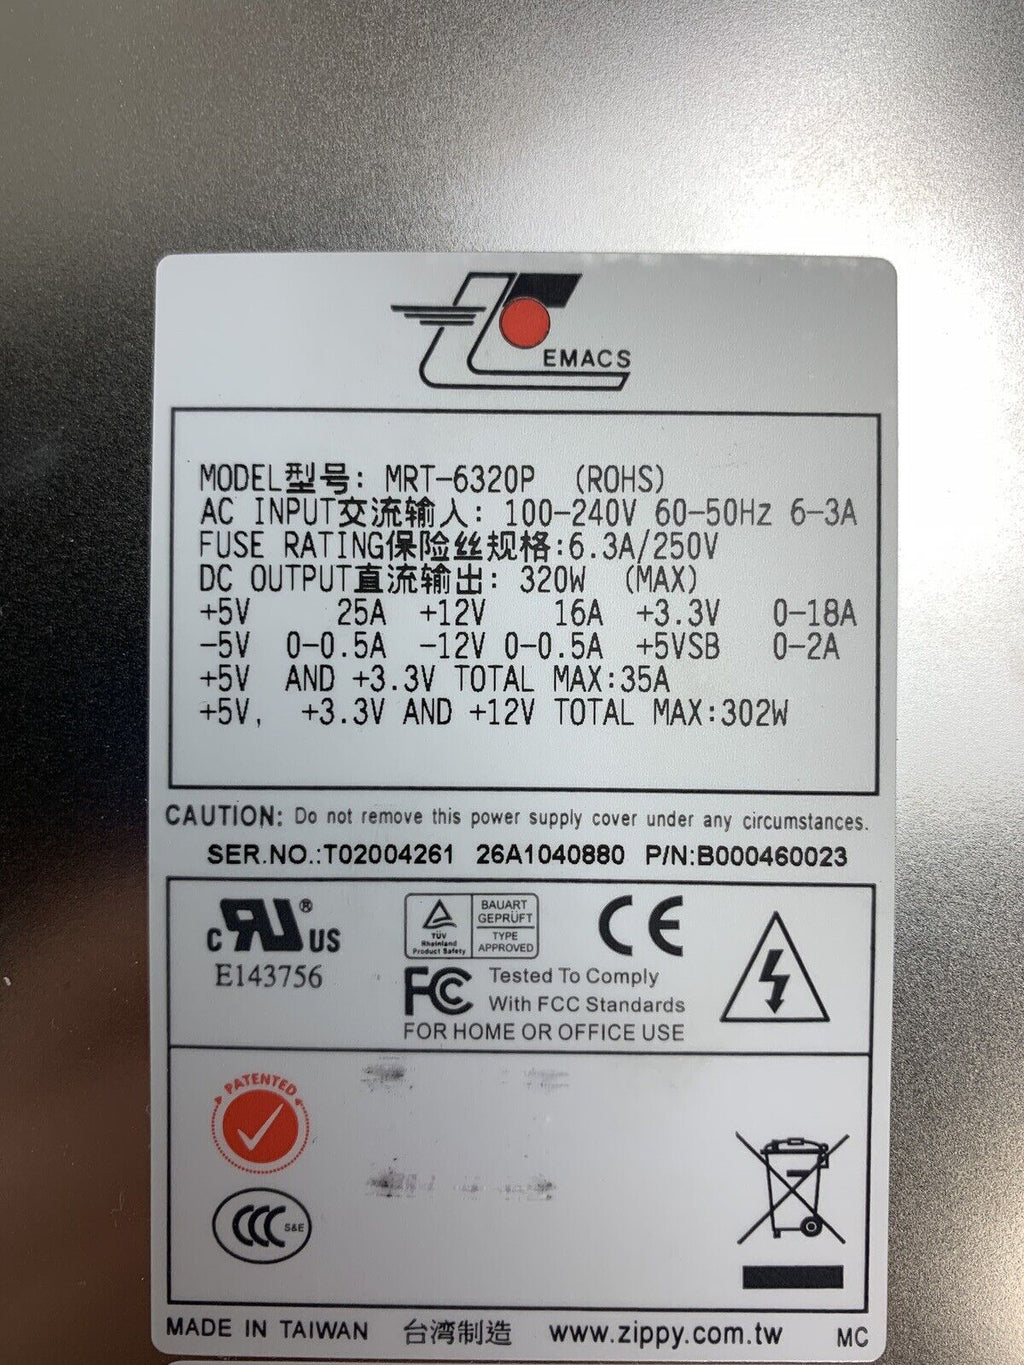 EMACS
MODEL型号: MRT-6320P (ROHS)
AC INPUT交流输入: 100-240V 60-50Hz 6-3A
FUSE RATING保险丝规格:6.3A/250V
DC OUTPUT直流输出: 320W (MAX)
+5V 25A +12V 16A +3.3V 0-18A
-5V 0-0.5A -12V 0-0.5A +5VSB 0-2A
+5V AND +3.3V TOTAL MAX:35A
+5V, +3.3V AND +12V TOTAL MAX:302W
CAUTION: Do not remove this power supply cover under any circumstances.
SER.NO.:T02004261 26A1040880 P/N:B000460023
C RU ® US
E143756
TÜV
Rheinland
Product Safety
BAUART
GEPRÜFT
TYPE
APPROVED
CE
FC Tested To Comply
With FCC Standards
FOR HOME OR OFFICE USE
PATENTED
CCC S&E
MADE IN TAIWAN 台湾制造 www.zippy.com.tw MC